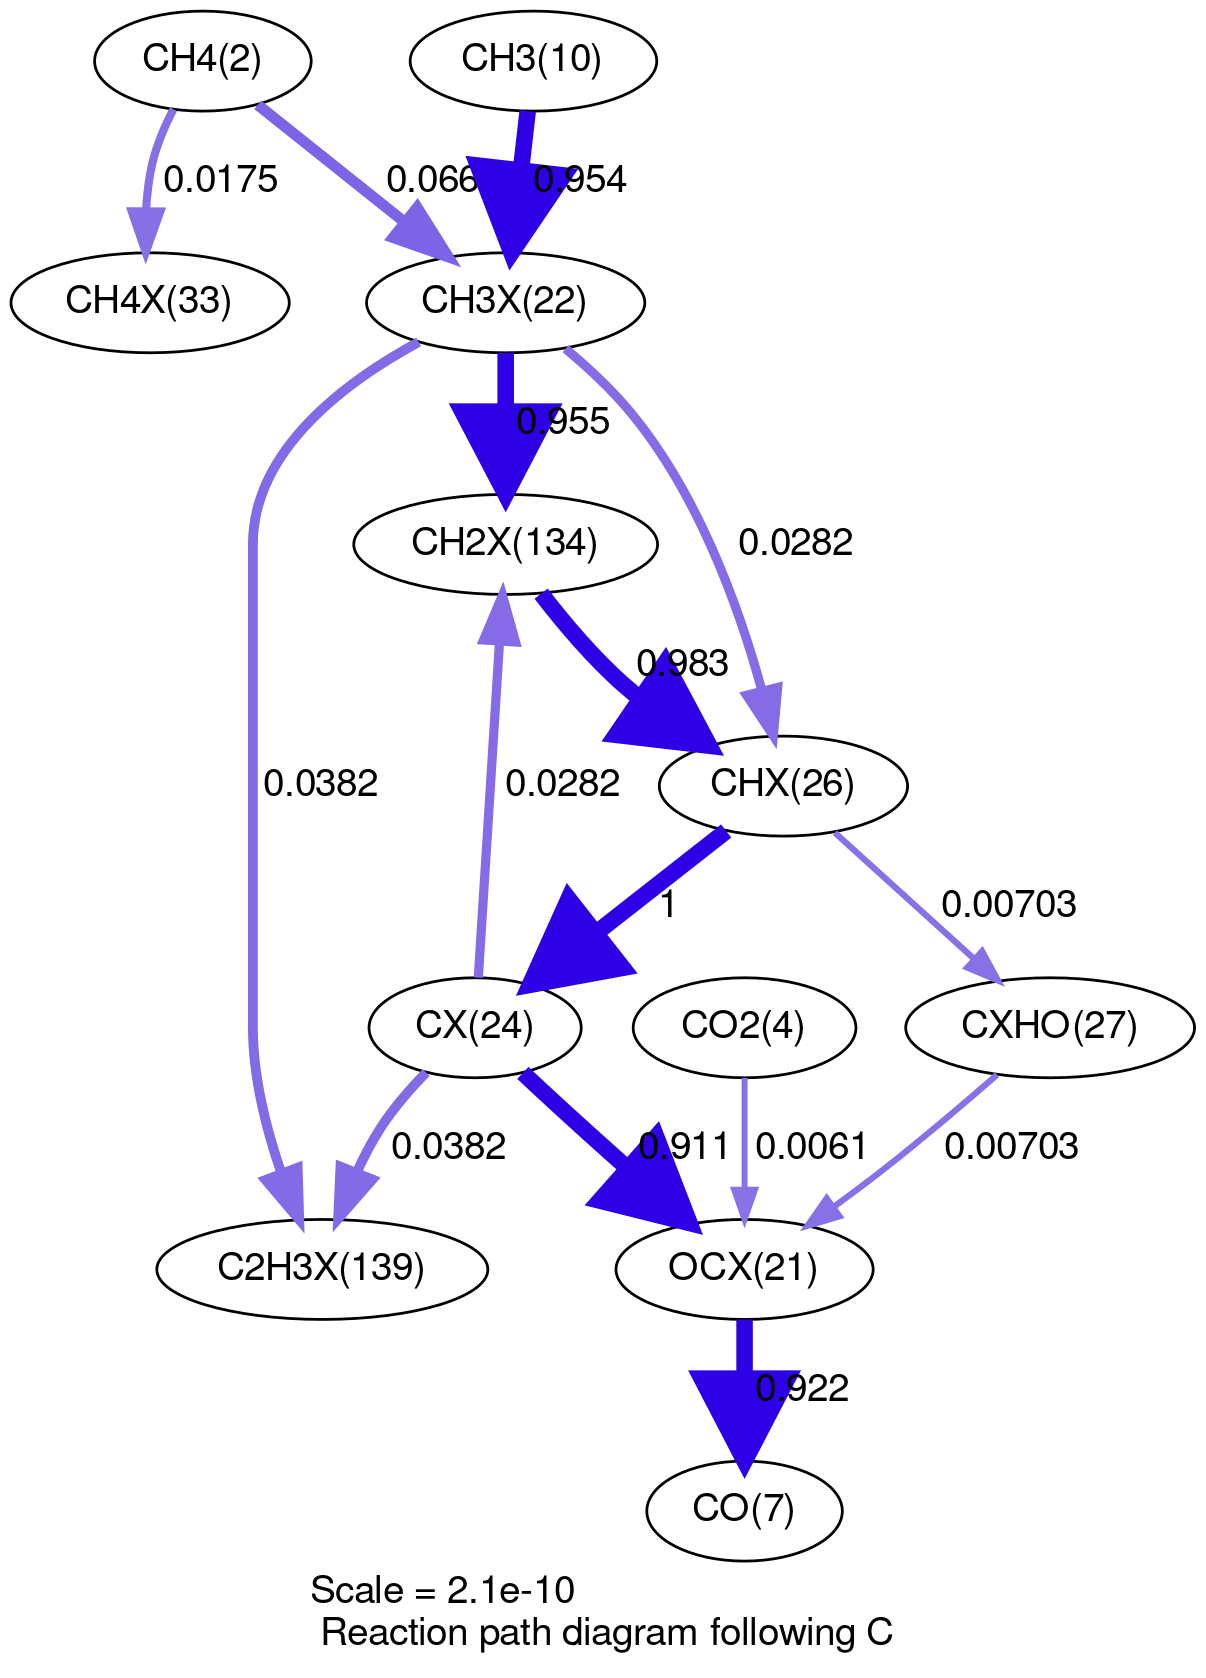 CH4(2)
CH3(10)
0.0175
0.066
0.954
CH4X(33)
CH3X(22)
0.955
CH2X(134)
0.0282
0.983
0.0382
0.0282
CHX(26)
1
0.00703
CX(24)
CO2(4)
CXHO(27)
0.0382
0.911
0.0061
0.00703
C2H3X(139)
OCX(21)
0.922
CO(7)
Scale = 2.1e-10
Reaction path diagram following C